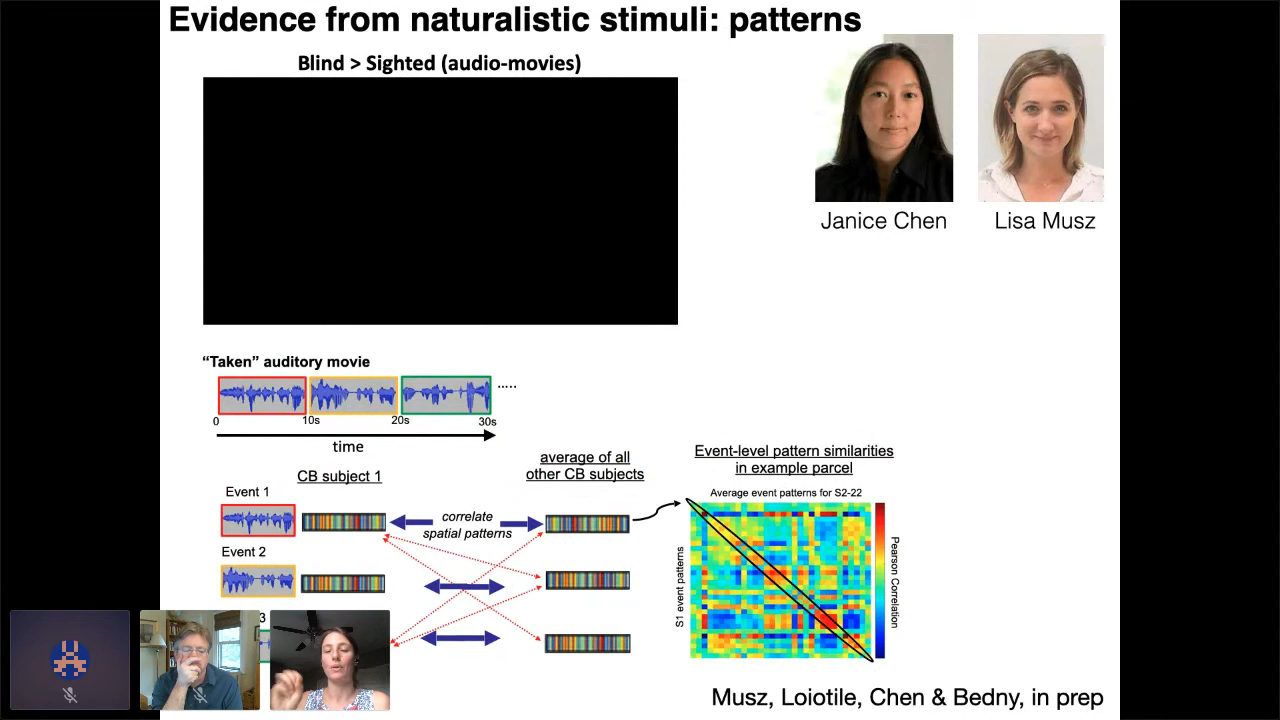 Evidence from naturalistic stimuli: patterns
Blind > Sighted (audio-movies)
Janice Chen
Lisa Musz
“Taken” auditory movie
.....
0
10s
20s
30s
time
CB subject 1
average of all
other CB subjects
Event-level pattern similarities
in example parcel
Average event patterns for S2-22
Event 1
correlate
spatial patterns
Event 2
3
S1 event patterns
Pearson Correlation
Musz, Loiotile, Chen & Bedny, in prep